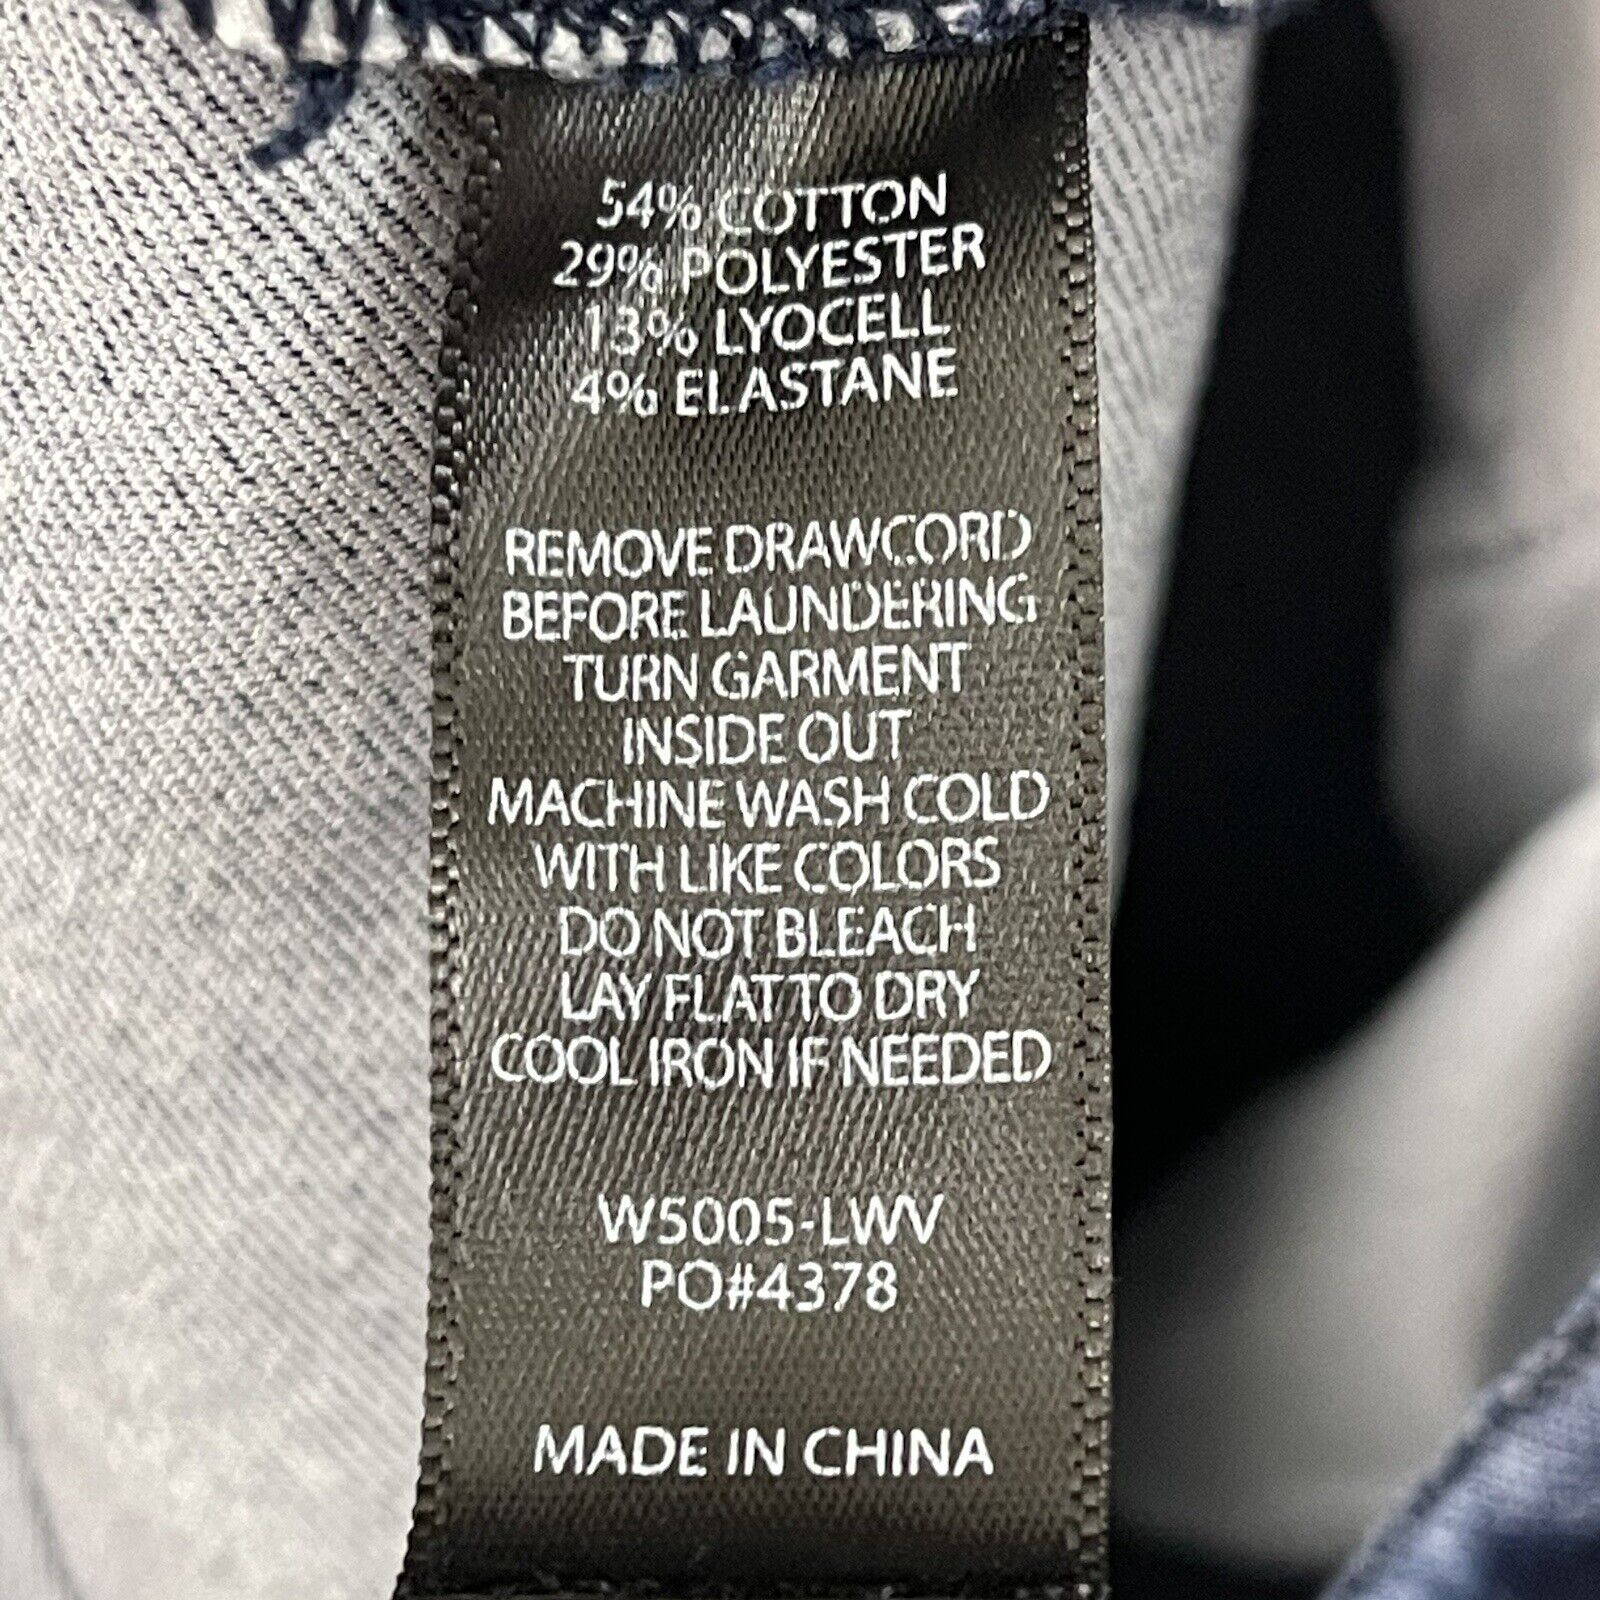 54% COTTON
29% POLYESTER
13% LYOCELL
4% ELASTANE
REMOVE DRAWCORD
BEFORE LAUNDERING
TURN GARMENT
INSIDE OUT
MACHINE WASH COLD
WITH LIKE COLORS
DO NOT BLEACH
LAY FLAT TO DRY
COOL IRON IF NEEDED
W5005-LWV
PO#4378
MADE IN CHINA